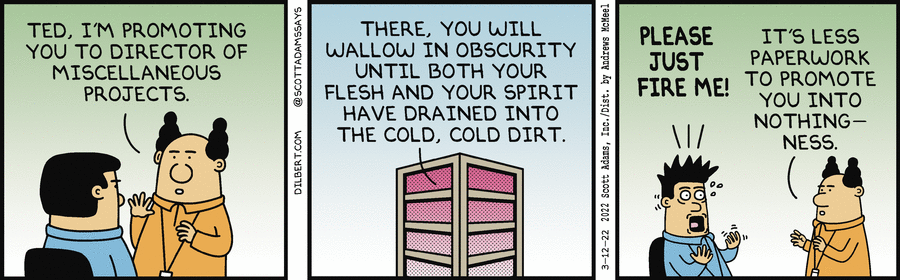 TED, I'M PROMOTING
YOU TO DIRECTOR OF
MISCELLANEOUS
PROJECTS.
DILBERT.COM @SCOTTADAMSSAYS
THERE, YOU WILL
WALLOW IN OBSCURITY
UNTIL BOTH YOUR
FLESH AND YOUR SPIRIT
HAVE DRAINED INTO
THE COLD, COLD DIRT.
3-12-22 2022 Scott Adams, Inc./Dist. by Andrews McMeel
PLEASE
JUST
FIRE ME!
IT'S LESS
PAPERWORK
TO PROMOTE
YOU INTO
NOTHING—
NESS.